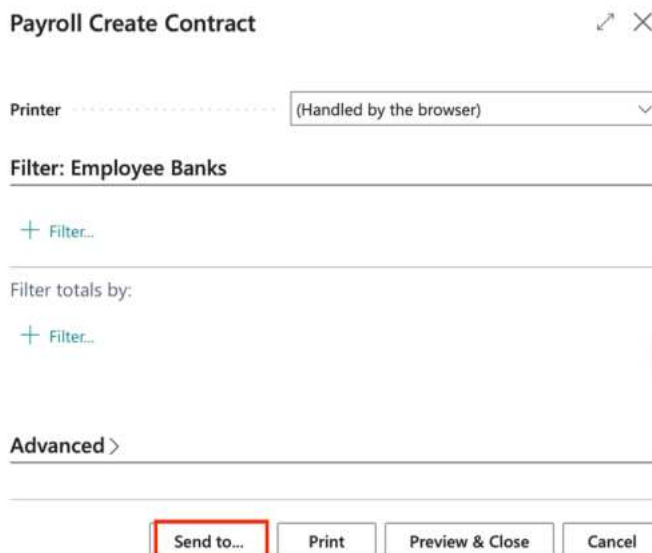 Payroll Create Contract
Printer (Handled by the browser)
Filter: Employee Banks
+ Filter...
Filter totals by:
+ Filter...
Advanced >
Send to... Print Preview & Close Cancel